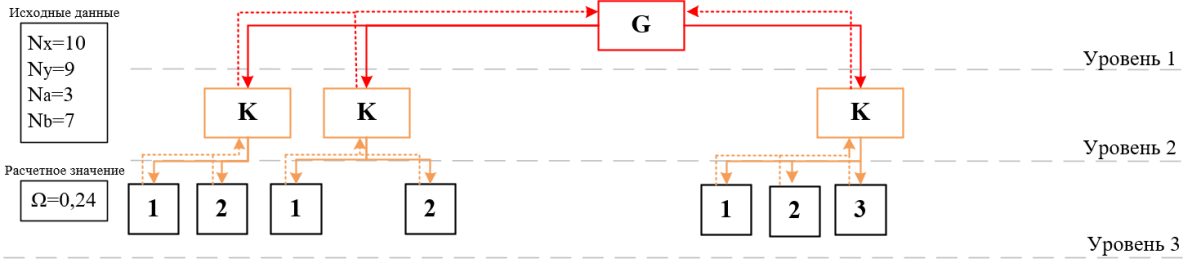 Исходные данные
Nx=10
Ny=9
Na=3
Nb=7
G
Уровень 1
K K K
Уровень 2
Расчетное значение
Ω=0,24
1 2 1 2 1 2 3
Уровень 3